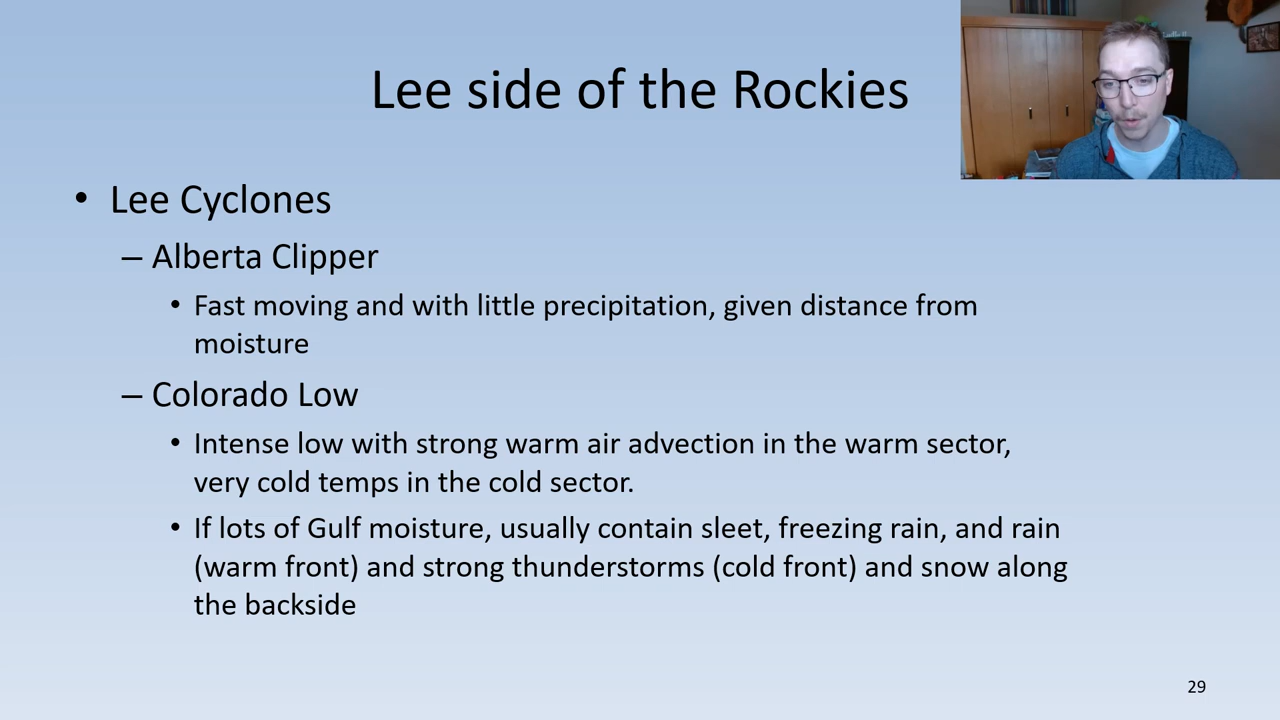 Lee side of the Rockies
• Lee Cyclones
– Alberta Clipper
• Fast moving and with little precipitation, given distance from
moisture
– Colorado Low
• Intense low with strong warm air advection in the warm sector,
very cold temps in the cold sector.
• If lots of Gulf moisture, usually contain sleet, freezing rain, and rain
(warm front) and strong thunderstorms (cold front) and snow along
the backside
29